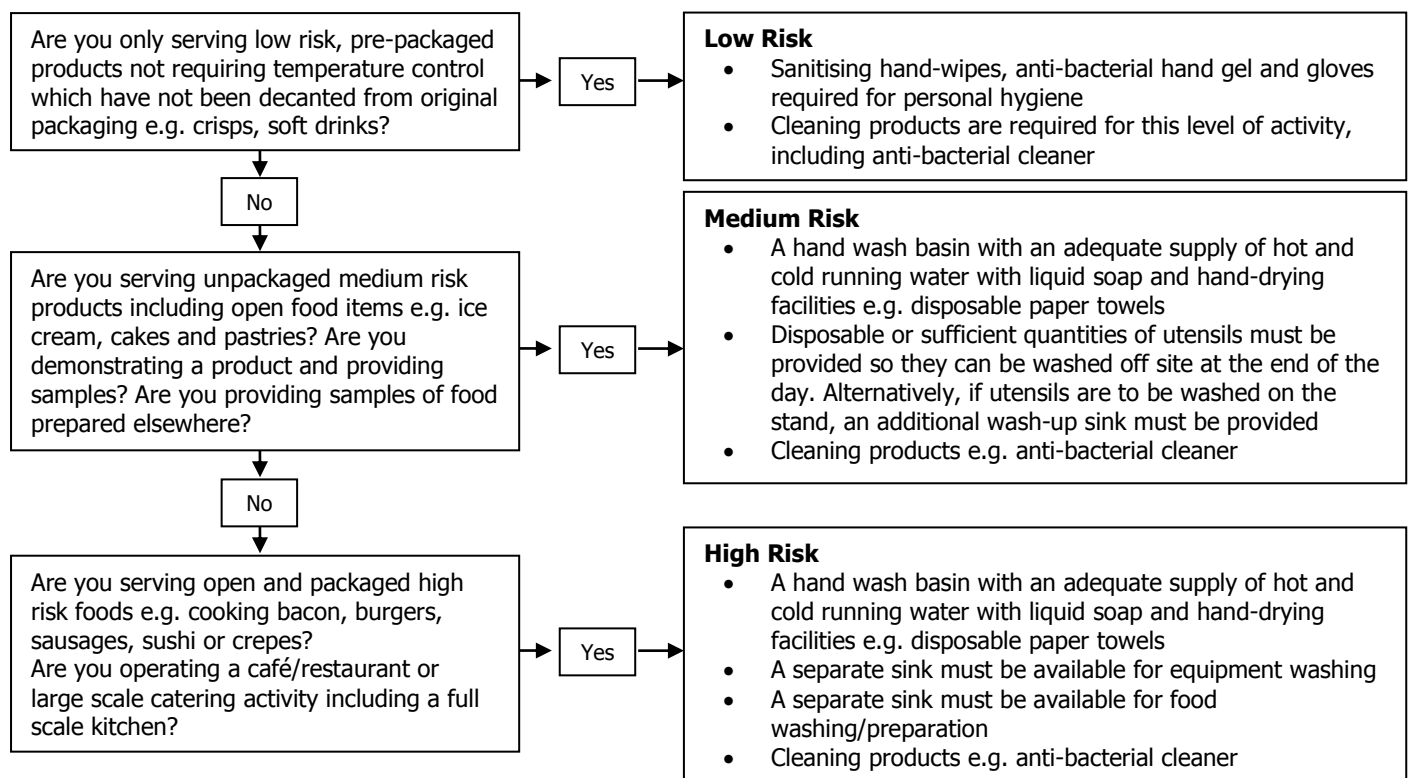 Are you only serving low risk, pre-packaged
products not requiring temperature control
which have not been decanted from original
packaging e.g. crisps, soft drinks?
Yes
Low Risk
• Sanitising hand-wipes, anti-bacterial hand gel and gloves
required for personal hygiene
• Cleaning products are required for this level of activity,
including anti-bacterial cleaner
No
Are you serving unpackaged medium risk
products including open food items e.g. ice
cream, cakes and pastries? Are you
demonstrating a product and providing
samples? Are you providing samples of food
prepared elsewhere?
Yes
Medium Risk
• A hand wash basin with an adequate supply of hot and
cold running water with liquid soap and hand-drying
facilities e.g. disposable paper towels
• Disposable or sufficient quantities of utensils must be
provided so they can be washed off site at the end of the
day. Alternatively, if utensils are to be washed on the
stand, an additional wash-up sink must be provided
• Cleaning products e.g. anti-bacterial cleaner
No
Are you serving open and packaged high
risk foods e.g. cooking bacon, burgers,
sausages, sushi or crepes?
Are you operating a café/restaurant or
large scale catering activity including a full
scale kitchen?
Yes
High Risk
• A hand wash basin with an adequate supply of hot and
cold running water with liquid soap and hand-drying
facilities e.g. disposable paper towels
• A separate sink must be available for equipment washing
• A separate sink must be available for food
washing/preparation
• Cleaning products e.g. anti-bacterial cleaner